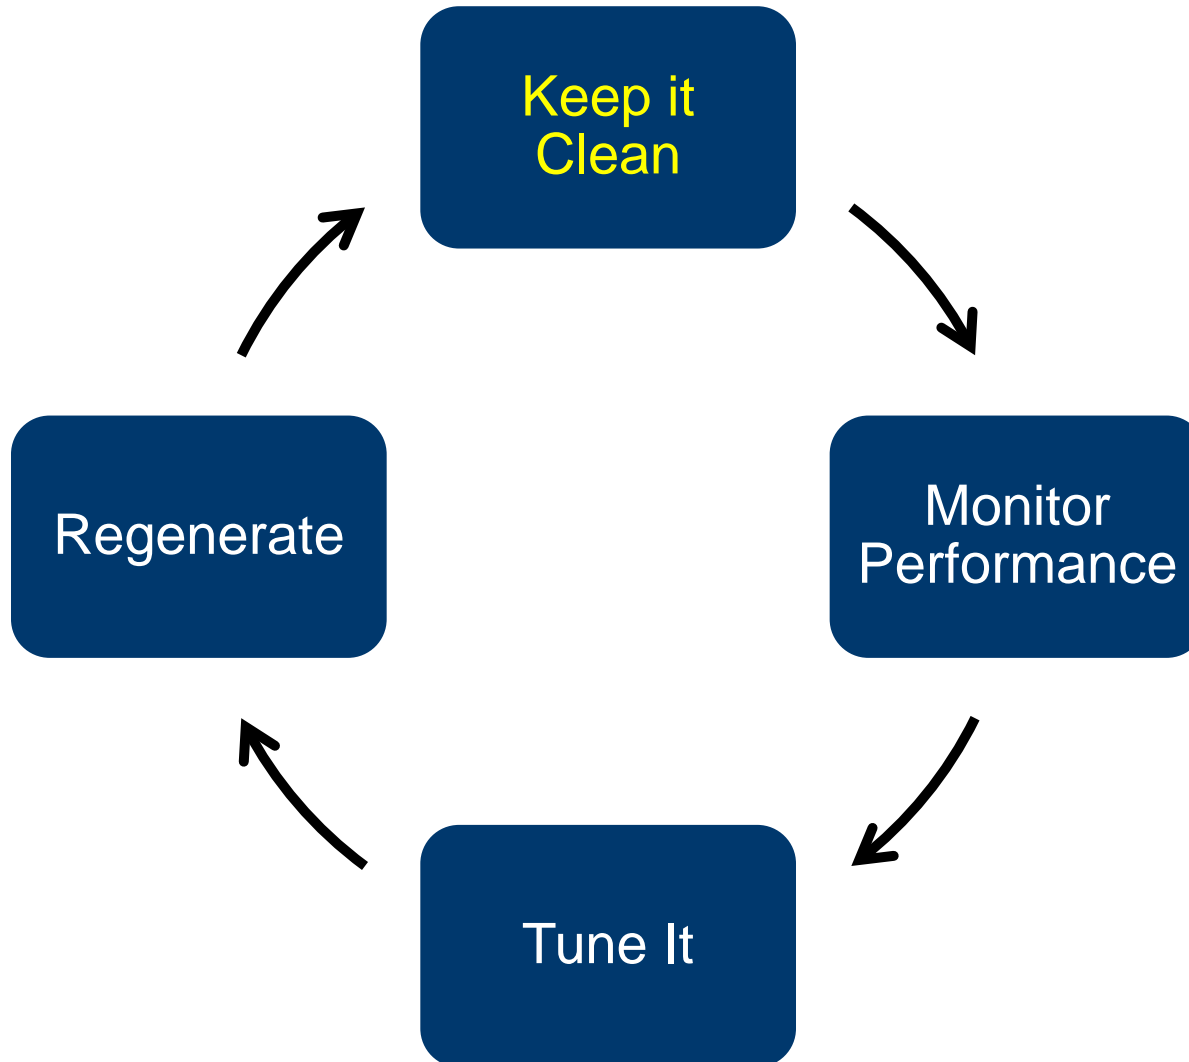 Keep it
Clean
Monitor
Performance
Regenerate
Tune It